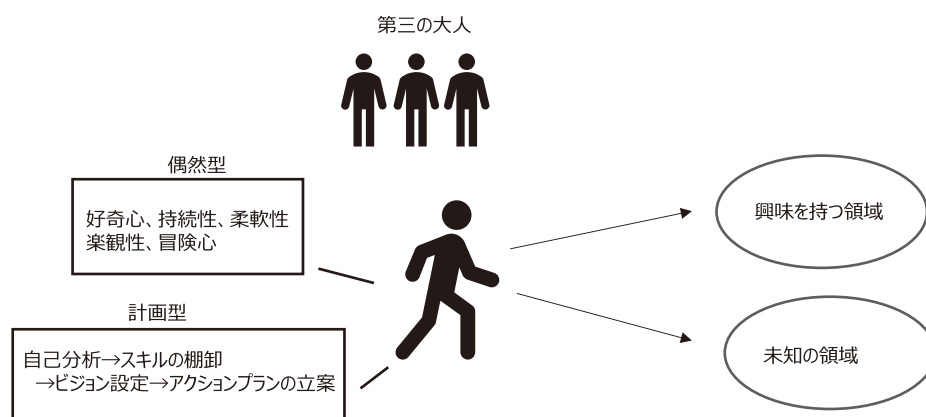 第三の大人
偶然型
好奇心、持続性、柔軟性
楽観性、冒険心
計画型
自己分析→スキルの棚卸
→ビジョン設定→アクションプランの立案
興味を持つ領域
未知の領域